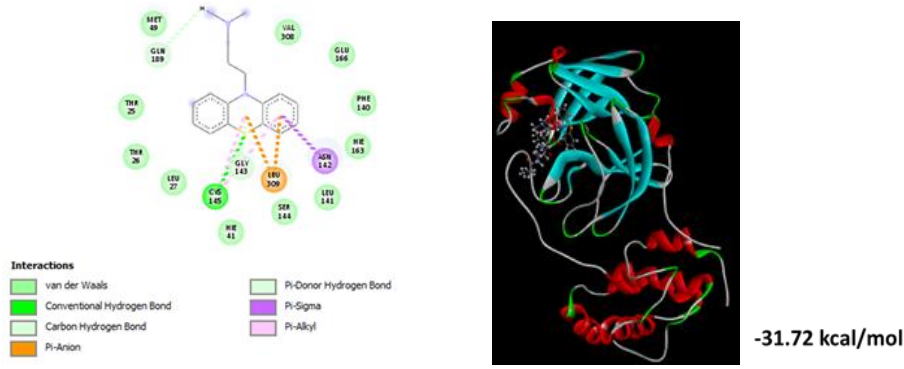 H
MET
49
GLN
189
VAL
308
GLU
166
THR
25
PHE
140
THR
26
HIE
163
ASN
142
GLY
143
LEU
309
LEU
27
CYS
145
LEU
141
SER
144
HIE
41
Interactions
van der Waals
Conventional Hydrogen Bond
Carbon Hydrogen Bond
Pi-Anion
Pi-Donor Hydrogen Bond
Pi-Sigma
Pi-Alkyl
-31.72 kcal/mol